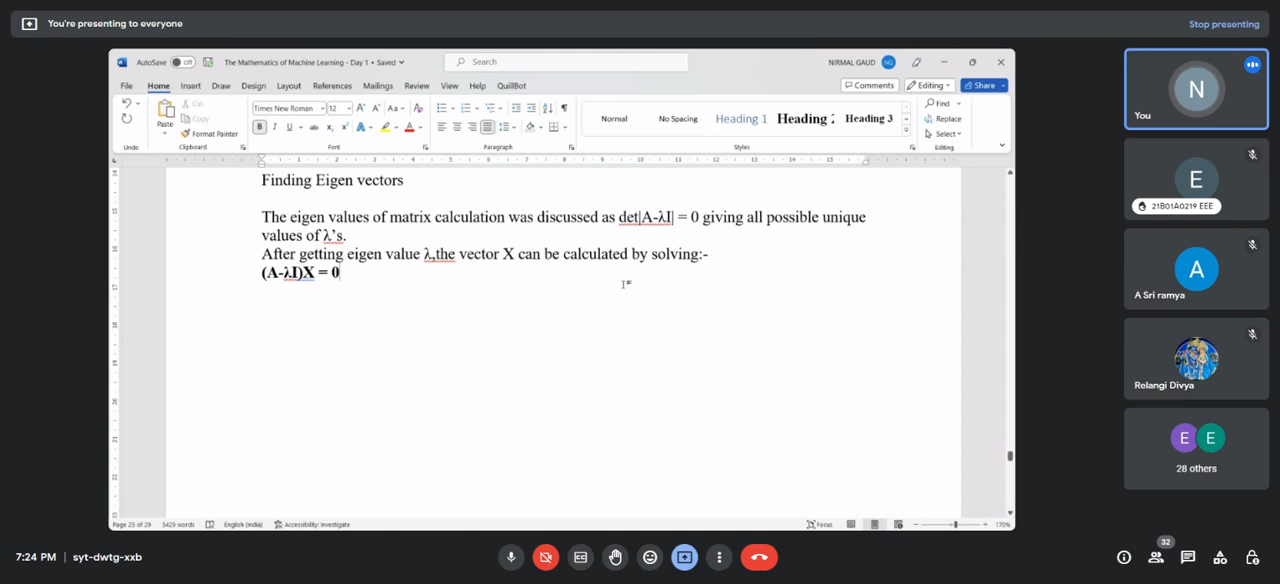 You're presenting to everyone
Stop presenting
AutoSave Off
The Mathematics of Machine Learning - Day 1 • Saved
Search
NIRMAL GAUD
NG
File Home Insert Draw Design Layout References Mailings Review View Help QuillBot
Comments
Editing
Share
Paste
Cut
Copy
Format Painter
Times New Roman
12
Normal
No Spacing
Heading 1
Heading 2
Heading 3
Find
Replace
Select
Undo
Clipboard
Font
Paragraph
Styles
Editing
Finding Eigen vectors
The eigen values of matrix calculation was discussed as det|A-λI| = 0 giving all possible unique
values of λ's.
After getting eigen value λ,the vector X can be calculated by solving:-
(A-λI)X = 0
Page 25 of 29
5429 words
English (India)
Accessibility: Investigate
Focus
170%
N
You
E
21B01A0219 EEE
A
A Sri ramya
Relangi Divya
E E
28 others
7:24 PM | syt-dwtg-xxb
32